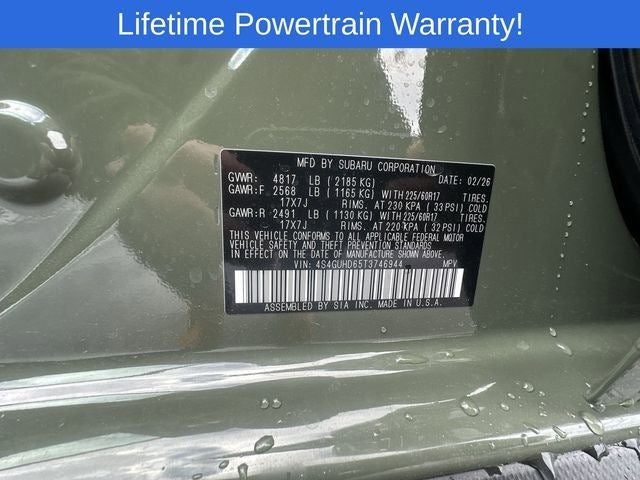 Lifetime Powertrain Warranty!
MFD BY SUBARU CORPORATION
GVWR: 4817 LB (2185 KG) DATE: 02/26
GAWR:F 2568 LB (1165 KG) WITH 225/60R17 TIRES.
17X7J RIMS. AT 230 KPA (33 PSI) COLD
GAWR:R 2491 LB (1130 KG) WITH 225/60R17 TIRES.
17X7J RIMS. AT 220 KPA (32 PSI) COLD
THIS VEHICLE CONFORMS TO ALL APPLICABLE FEDERAL MOTOR
VEHICLE SAFETY AND THEFT PREVENTION STANDARDS
IN EFFECT ON THE DATE OF MANUFACTURE SHOWN ABOVE.
VIN: 4S4GUHD65T3746944 MPV
ASSEMBLED BY SIA INC. MADE IN U.S.A.